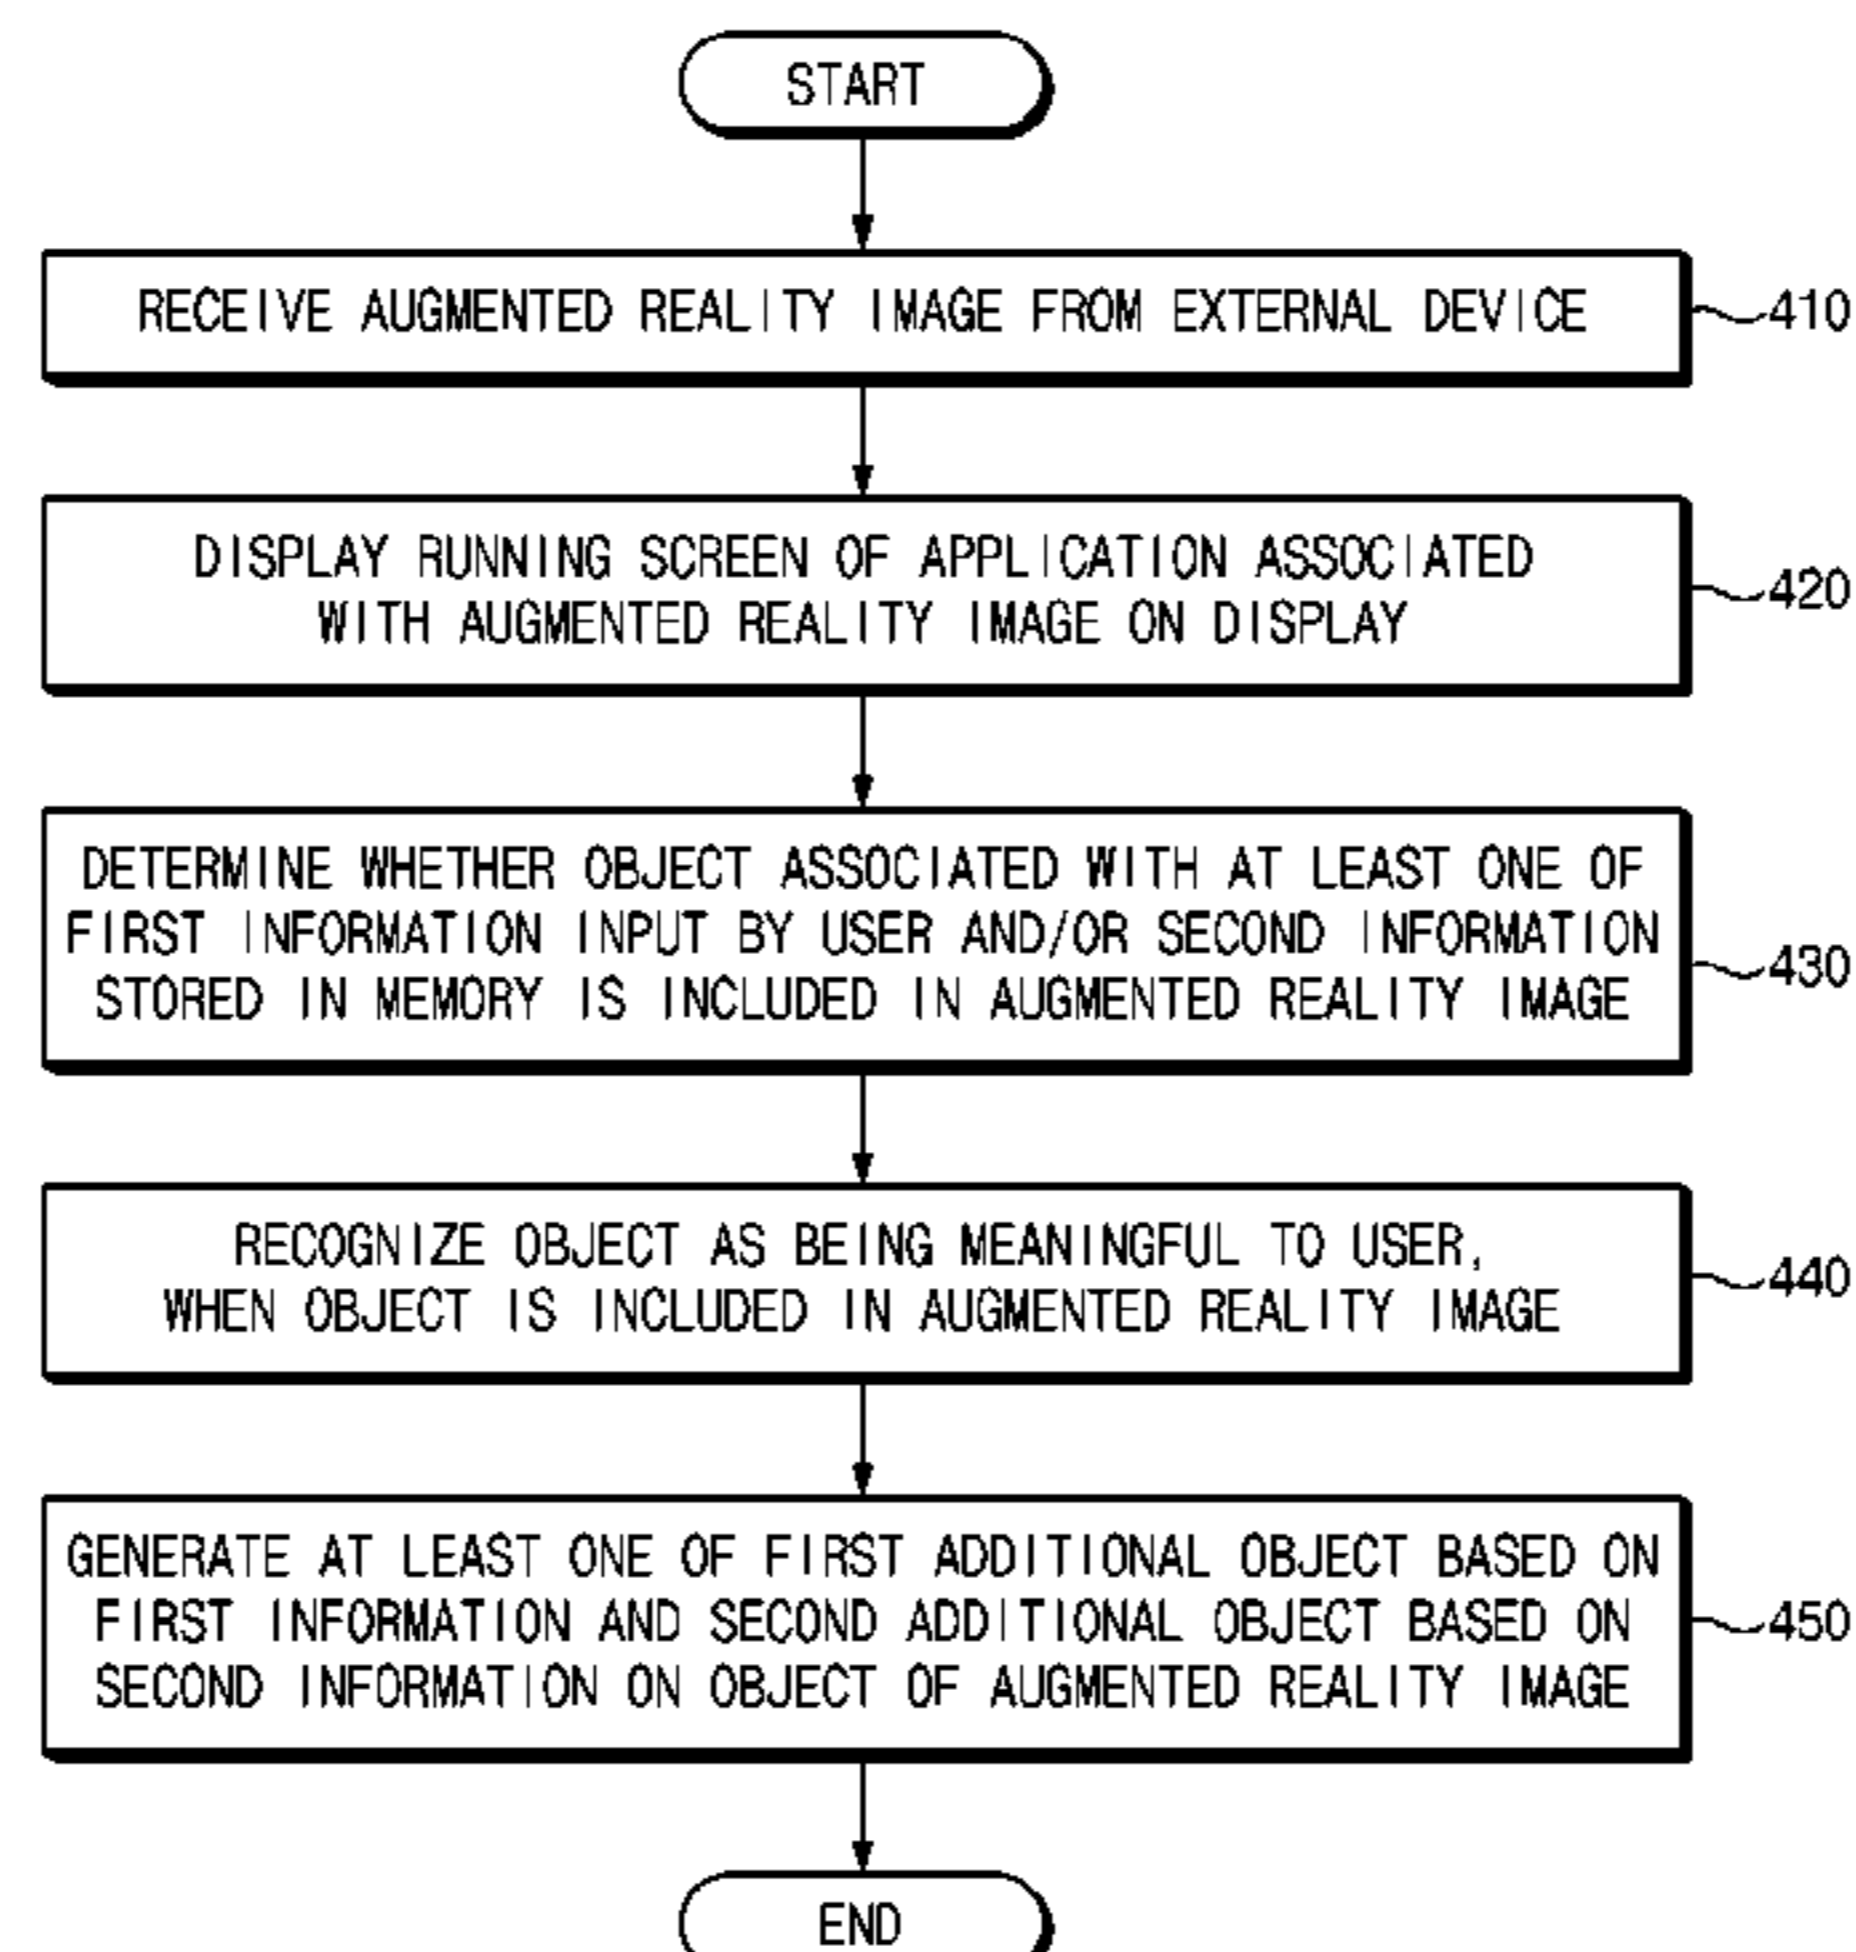 START
RECEIVE AUGMENTED REALITY IMAGE FROM EXTERNAL DEVICE
410
DISPLAY RUNNING SCREEN OF APPLICATION ASSOCIATED
WITH AUGMENTED REALITY IMAGE ON DISPLAY
420
DETERMINE WHETHER OBJECT ASSOCIATED WITH AT LEAST ONE OF
FIRST INFORMATION INPUT BY USER AND/OR SECOND INFORMATION
STORED IN MEMORY IS INCLUDED IN AUGMENTED REALITY IMAGE
430
RECOGNIZE OBJECT AS BEING MEANINGFUL TO USER,
WHEN OBJECT IS INCLUDED IN AUGMENTED REALITY IMAGE
440
GENERATE AT LEAST ONE OF FIRST ADDITIONAL OBJECT BASED ON
FIRST INFORMATION AND SECOND ADDITIONAL OBJECT BASED ON
SECOND INFORMATION ON OBJECT OF AUGMENTED REALITY IMAGE
450
END